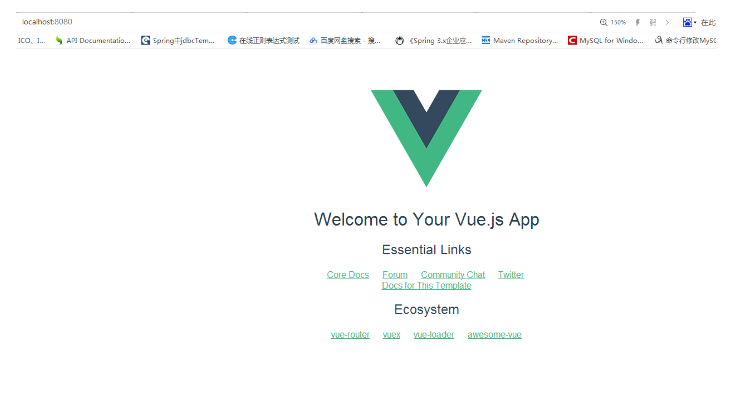 localhost:8080 150% 在此
ICO、I... API Documentatio... Spring中jdbcTem... 在线正则表达式测试 百度网盘搜索 - 搜... 《Spring 3.x企业应... Maven Repository... MySQL for Windo... 命令行修改MySQ
Welcome to Your Vue.js App
Essential Links
Core Docs Forum Community Chat Twitter
Docs for This Template
Ecosystem
vue-router vuex vue-loader awesome-vue